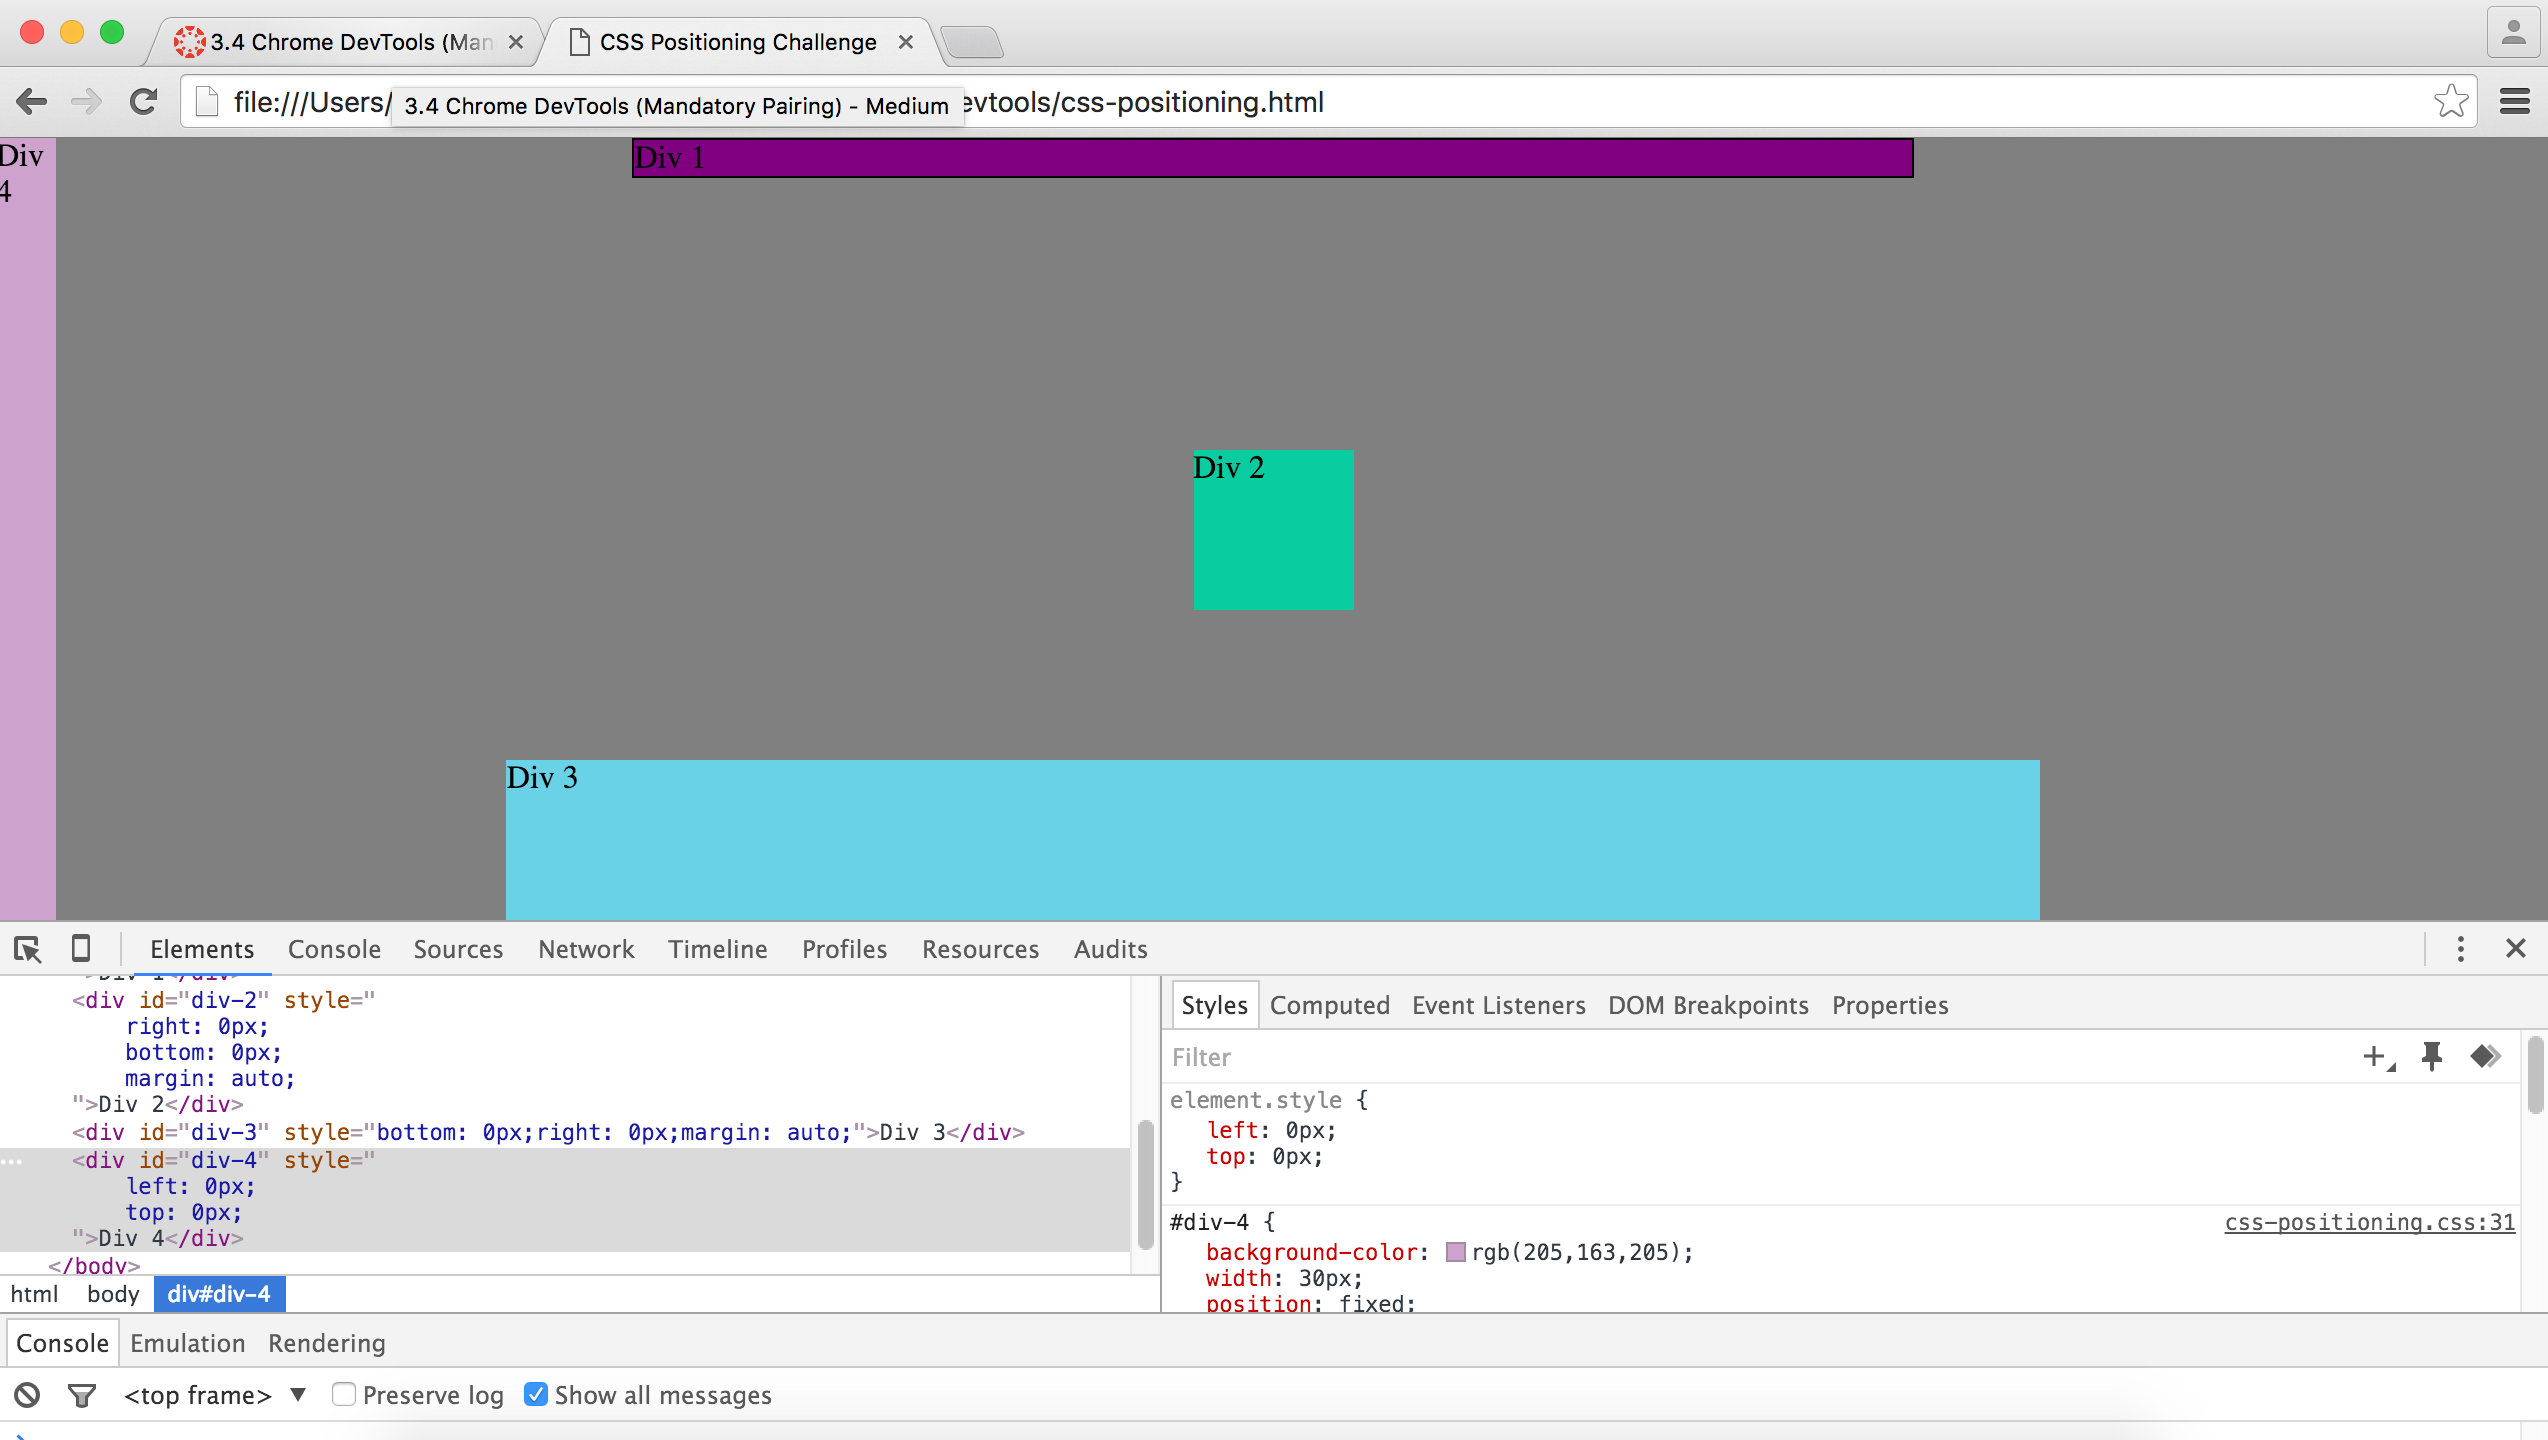 3.4 Chrome DevTools (Man
CSS Positioning Challenge
file:///Users/
3.4 Chrome DevTools (Mandatory Pairing) - Medium
evtools/css-positioning.html
Div
4
Div 1
Div 2
Div 3
Elements Console Sources Network Timeline Profiles Resources Audits
">Div 1</div>
<div id="div-2" style="
right: 0px;
bottom: 0px;
margin: auto;
">Div 2</div>
<div id="div-3" style="bottom: 0px;right: 0px;margin: auto;">Div 3</div>
<div id="div-4" style="
left: 0px;
top: 0px;
">Div 4</div>
</body>
html body div#div-4
Styles Computed Event Listeners DOM Breakpoints Properties
Filter
element.style {
left: 0px;
top: 0px;
}
#div-4 { css-positioning.css:31
background-color: rgb(205,163,205);
width: 30px;
position: fixed;
Console Emulation Rendering
<top frame> ▼ Preserve log Show all messages